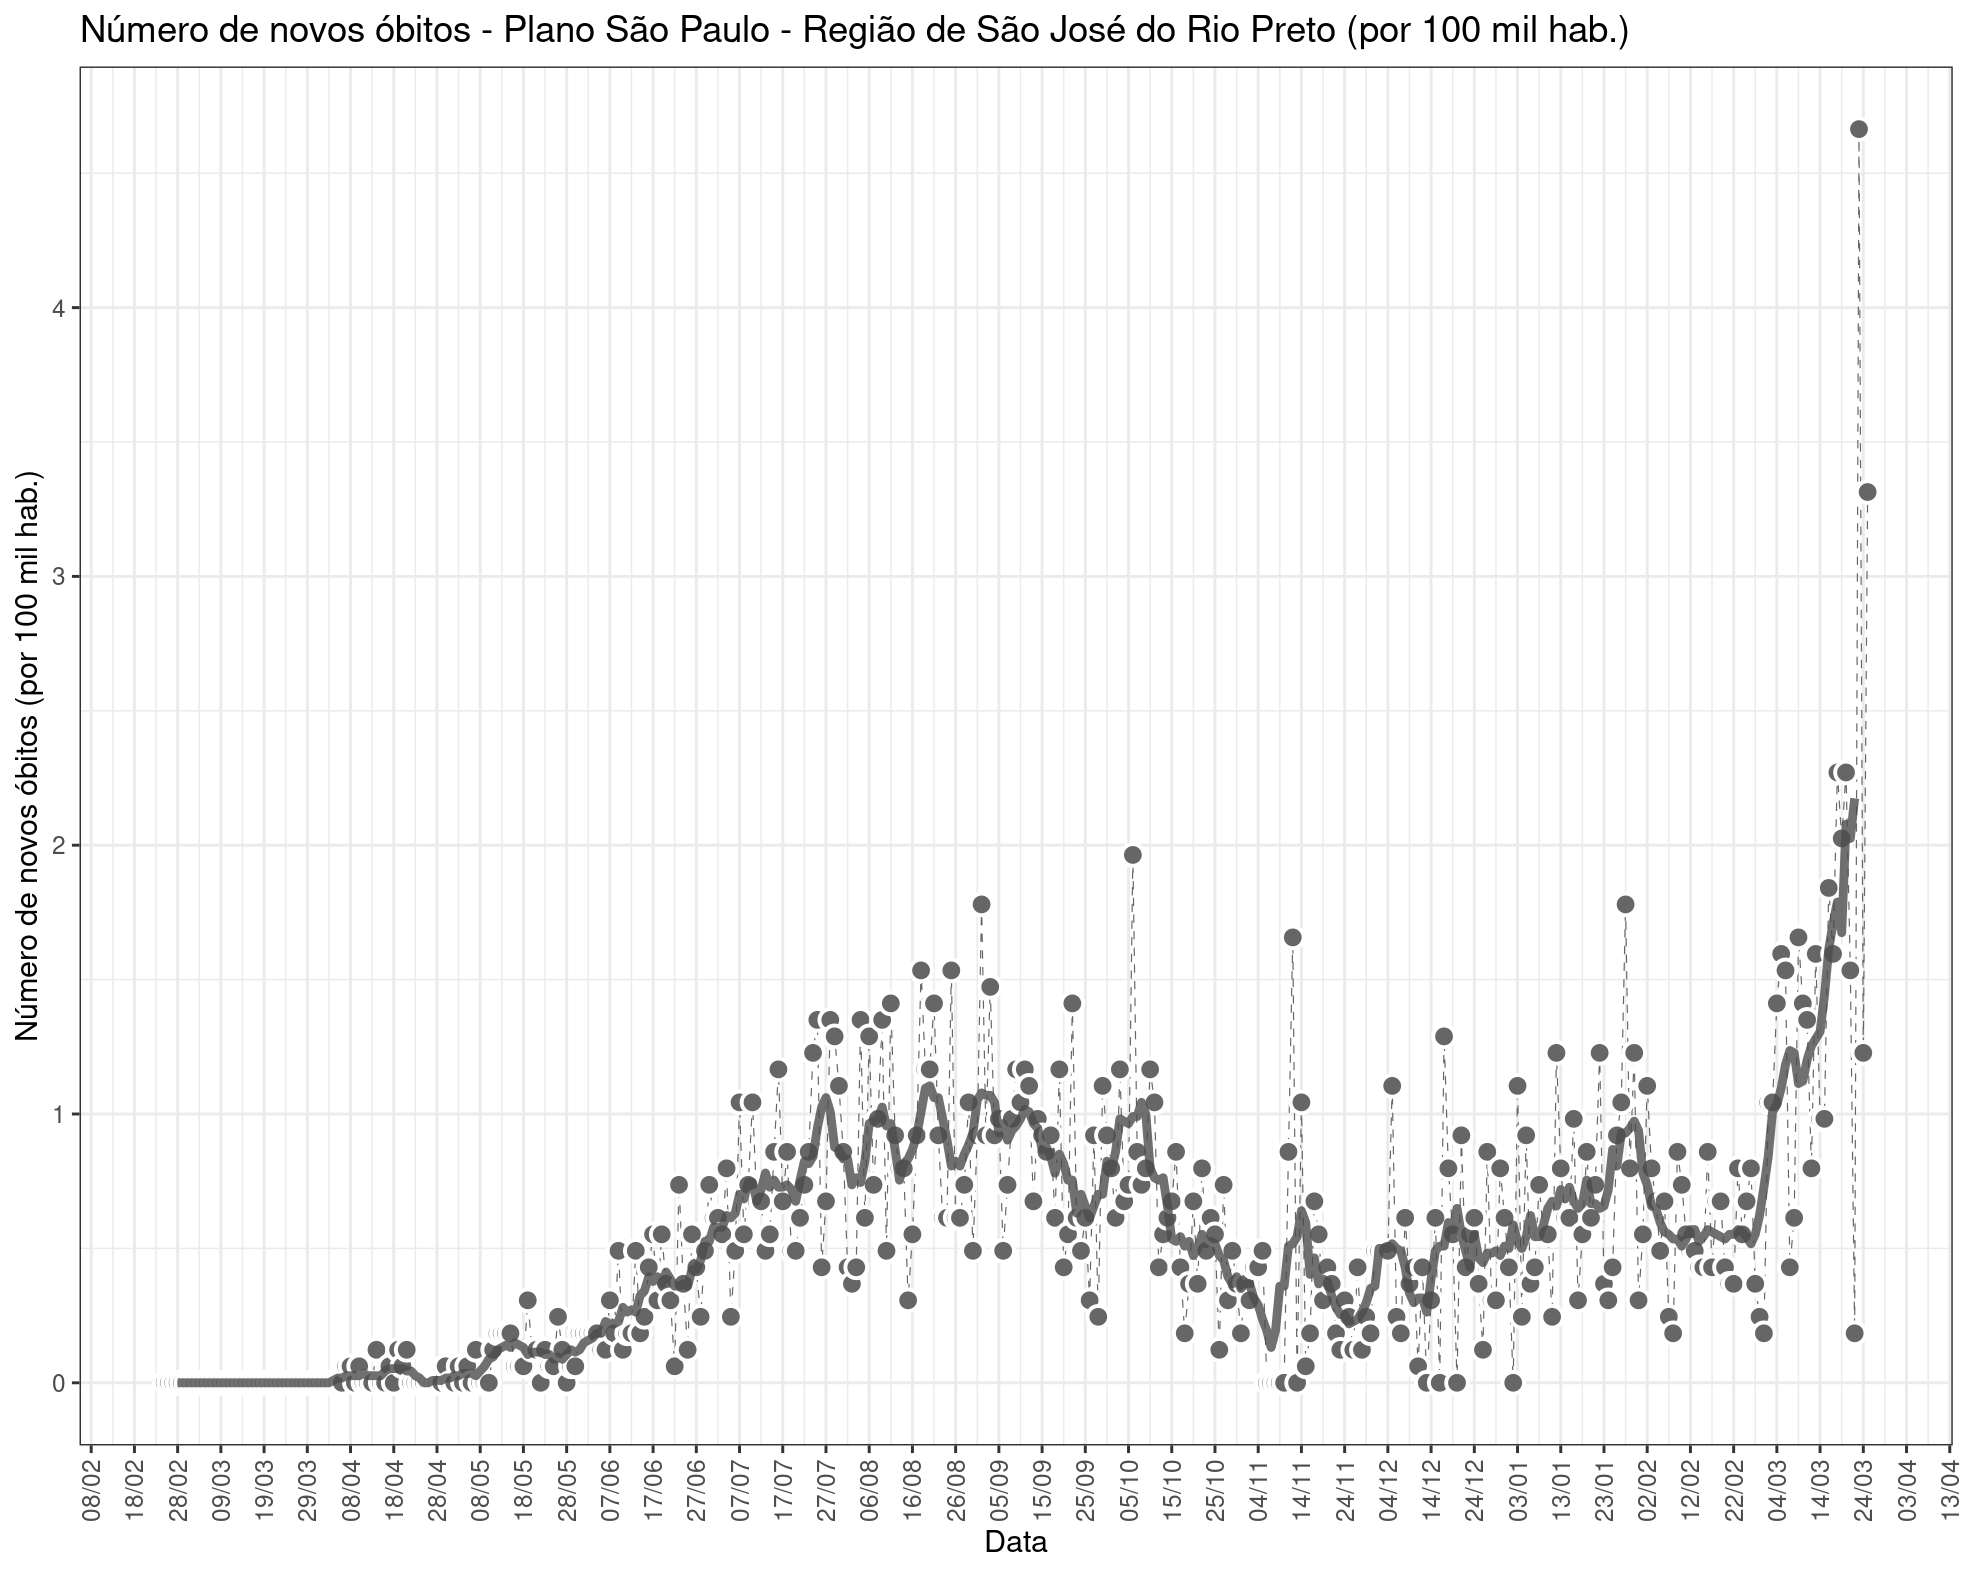 Número de novos óbitos - Plano São Paulo - Região de São José do Rio Preto (por 100 mil hab.)
Número de novos óbitos (por 100 mil hab.)
4
3
2
1
0
08/02 18/02 28/02 09/03 19/03 29/03 08/04 18/04 28/04 08/05 18/05 28/05 07/06 17/06 27/06 07/07 17/07 27/07 06/08 16/08 26/08 05/09 15/09 25/09 05/10 15/10 25/10 04/11 14/11 24/11 04/12 14/12 24/12 03/01 13/01 23/01 02/02 12/02 22/02 04/03 14/03 24/03 03/04 13/04
Data